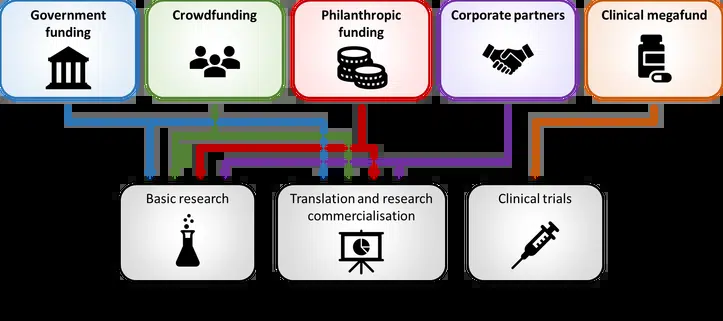 Government
funding
Crowdfunding
Philanthropic
funding
Corporate partners
Clinical megafund
Basic research
Translation and research
commercialisation
Clinical trials